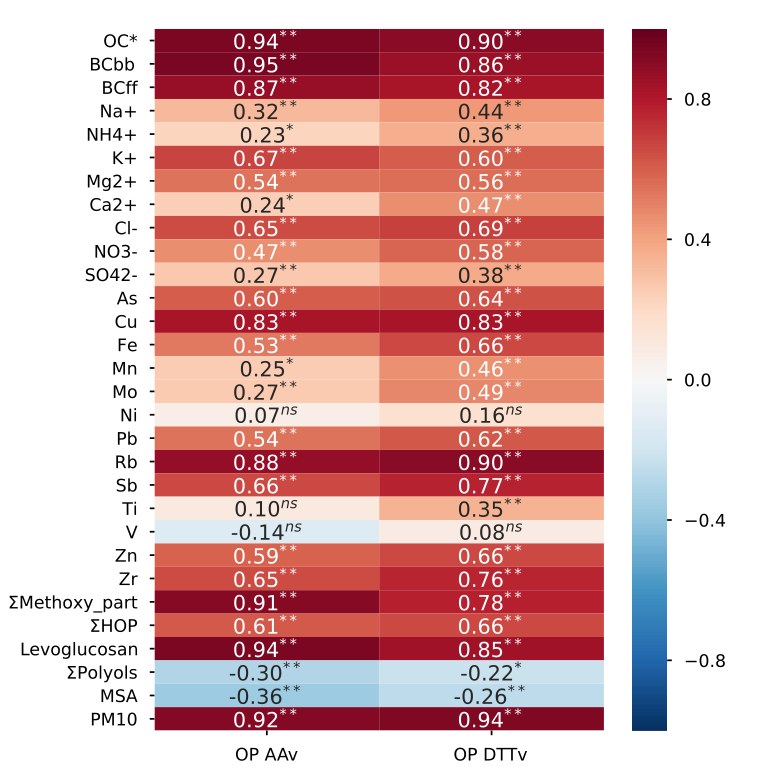 OC* 0.94** 0.90**
BCbb 0.95** 0.86**
BCff 0.87** 0.82**
Na+ 0.32** 0.44**
NH4+ 0.23* 0.36**
K+ 0.67** 0.60**
Mg2+ 0.54** 0.56**
Ca2+ 0.24* 0.47**
Cl- 0.65** 0.69**
NO3- 0.47** 0.58**
SO42- 0.27** 0.38**
As 0.60** 0.64**
Cu 0.83** 0.83**
Fe 0.53** 0.66**
Mn 0.25* 0.46**
Mo 0.27** 0.49**
Ni 0.07ns 0.16ns
Pb 0.54** 0.62**
Rb 0.88** 0.90**
Sb 0.66** 0.77**
Ti 0.10ns 0.35**
V -0.14ns 0.08ns
Zn 0.59** 0.66**
Zr 0.65** 0.76**
ΣMethoxy_part 0.91** 0.78**
ΣHOP 0.61** 0.66**
Levoglucosan 0.94** 0.85**
ΣPolyols -0.30** -0.22*
MSA -0.36** -0.26**
PM10 0.92** 0.94**
OP AAv OP DTTv
0.8
0.4
0.0
−0.4
−0.8